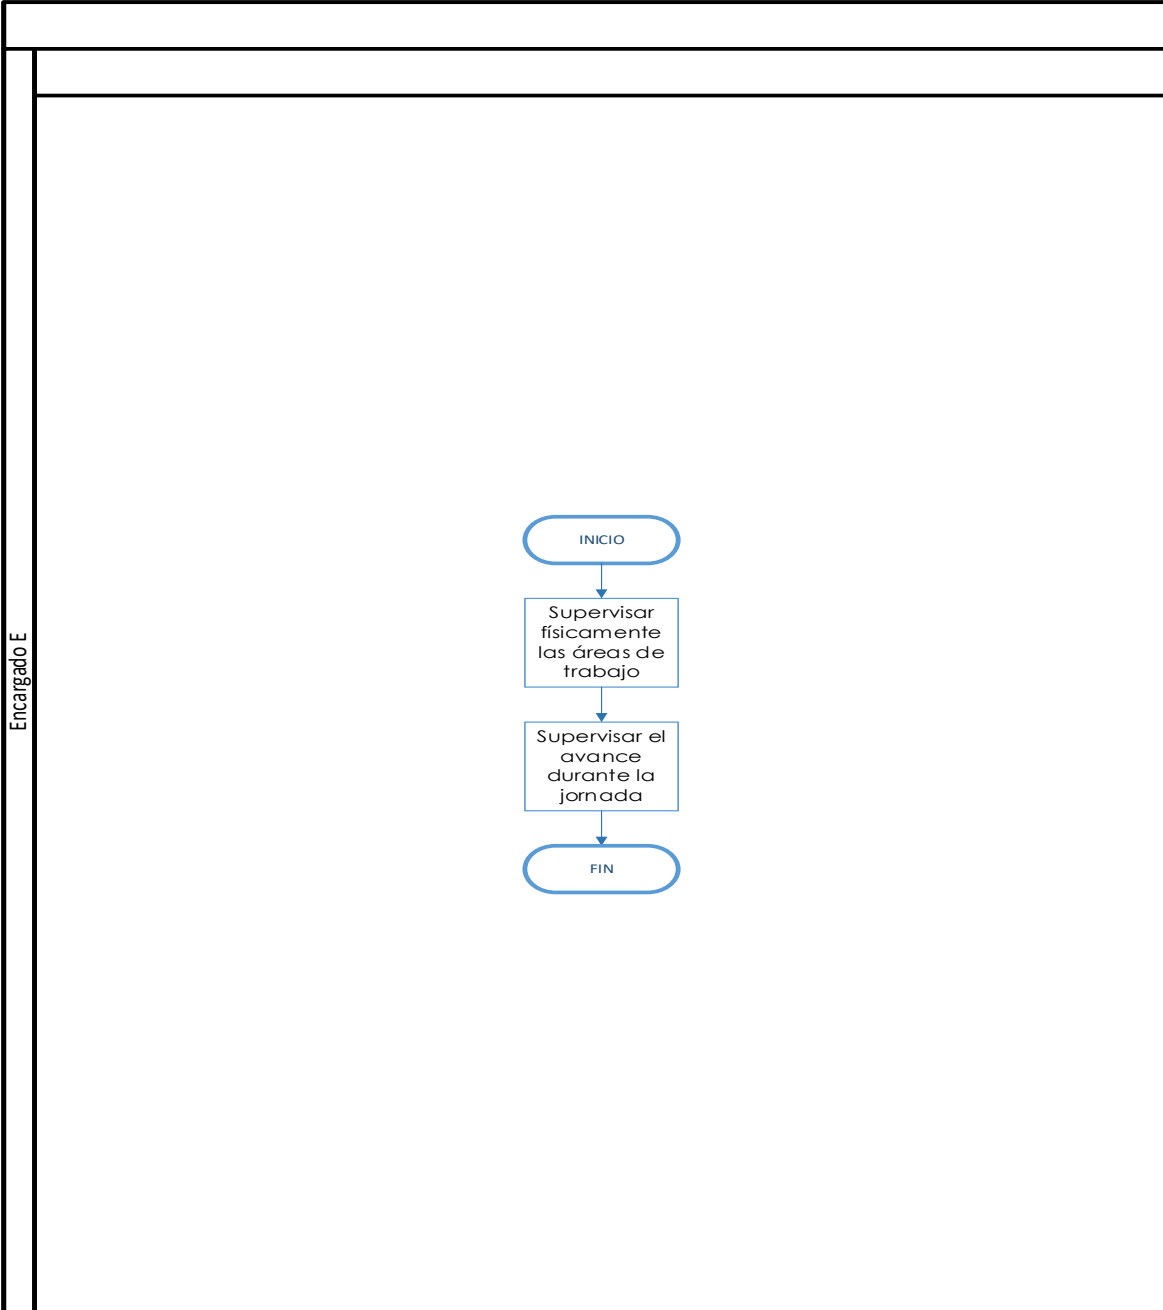 Encargado E
INICIO
Supervisar
físicamente
las áreas de
trabajo
Supervisar el
avance
durante la
jornada
FIN